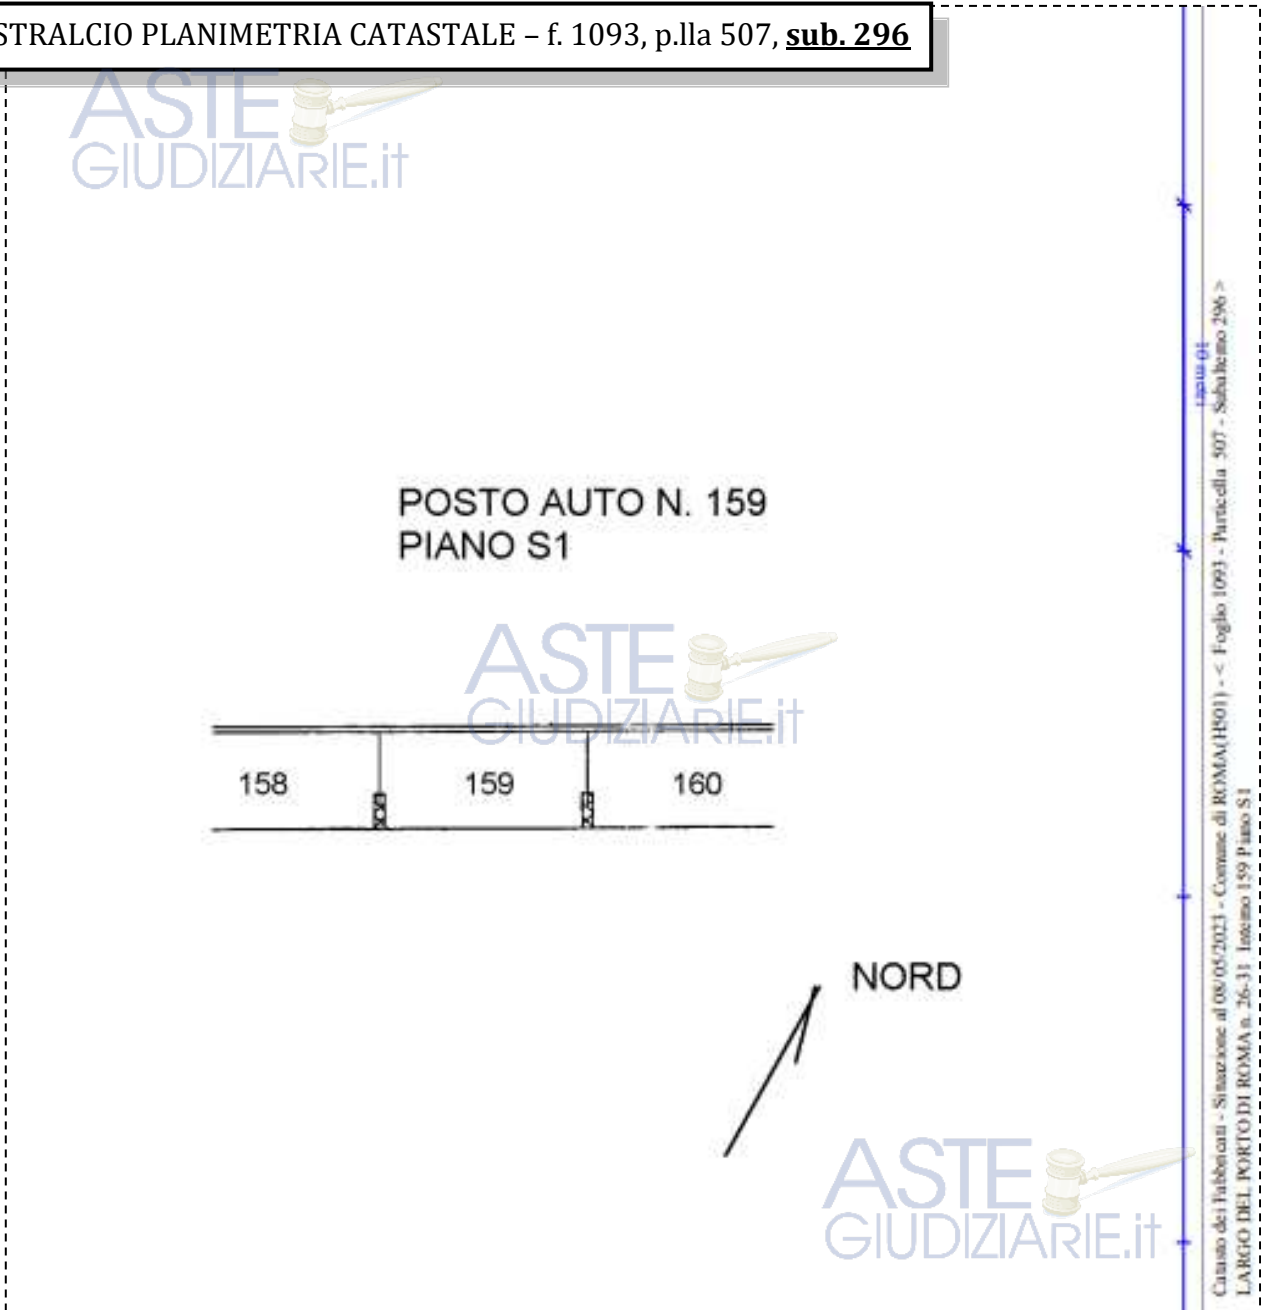 STRALCIO PLANIMETRIA CATASTALE – f. 1093, p.lla 507, sub. 296
ASTE
GIUDIZIARIE.it
POSTO AUTO N. 159
PIANO S1
ASTE
GIUDIZIARIE.it
158
159
160
NORD
ASTE
GIUDIZIARIE.it
10 metri
Catasto dei Fabbricati - Situazione al 08/05/2023 - Comune di ROMA(H501) - < Foglio 1093 - Particella 507 - Subalterno 296 >
LARGO DEL PORTO DI ROMA n. 26-31 Interno 159 Piano S1